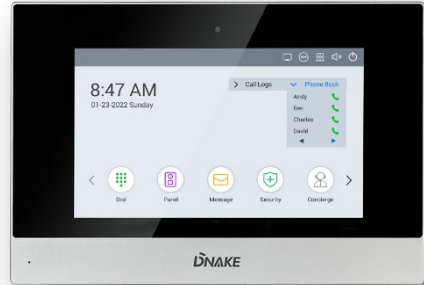 8:47 AM
01-23-2022 Sunday
Call Logs
Phone Book
Andy
Ban
Charles
David
Dial
Panel
Message
Security
Concierge
DNAKE